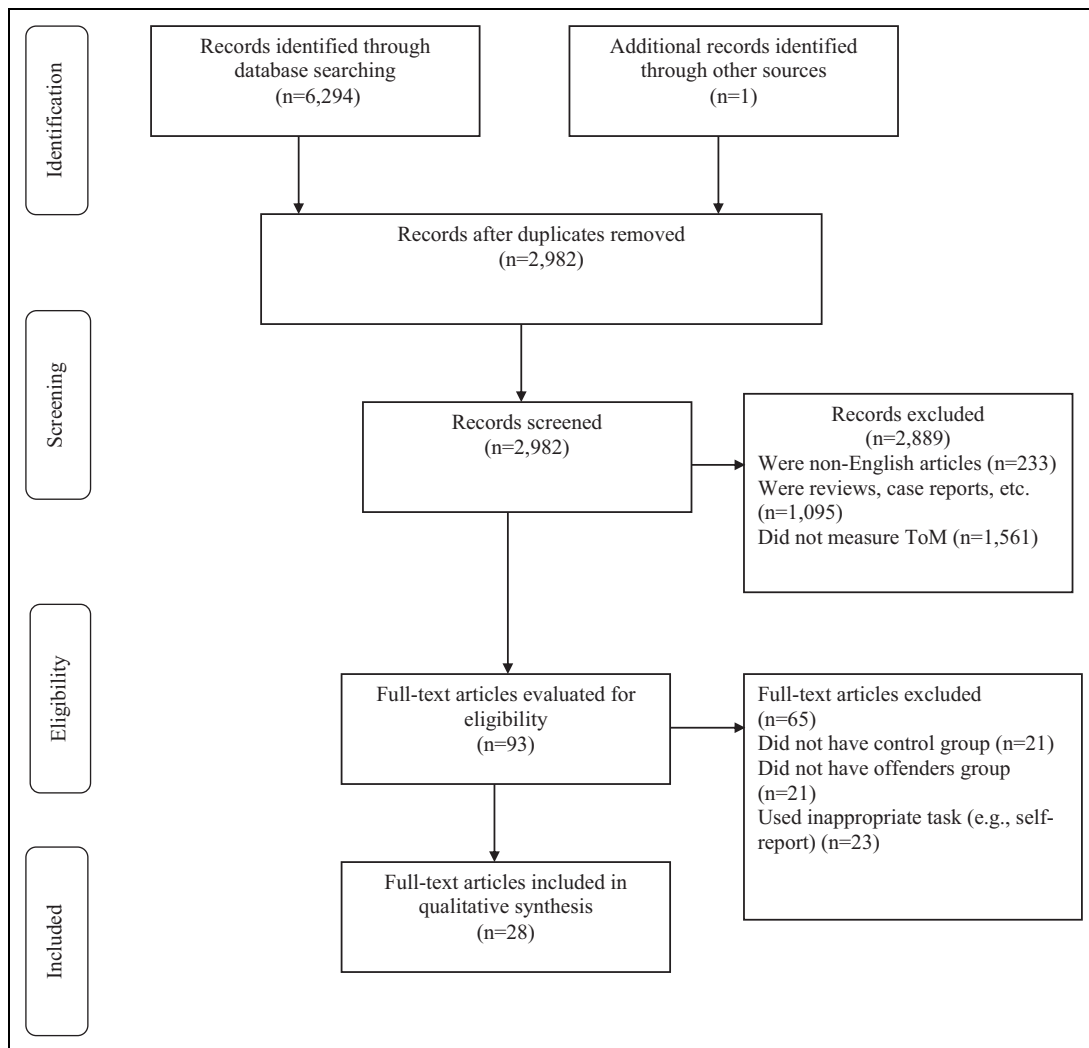 Identification
Records identified through
database searching
(n=6,294)
Additional records identified
through other sources
(n=1)
Records after duplicates removed
(n=2,982)
Screening
Records screened
(n=2,982)
Records excluded
(n=2,889)
Were non-English articles (n=233)
Were reviews, case reports, etc.
(n=1,095)
Did not measure ToM (n=1,561)
Eligibility
Full-text articles evaluated for
eligibility
(n=93)
Full-text articles excluded
(n=65)
Did not have control group (n=21)
Did not have offenders group
(n=21)
Used inappropriate task (e.g., self-
report) (n=23)
Included
Full-text articles included in
qualitative synthesis
(n=28)